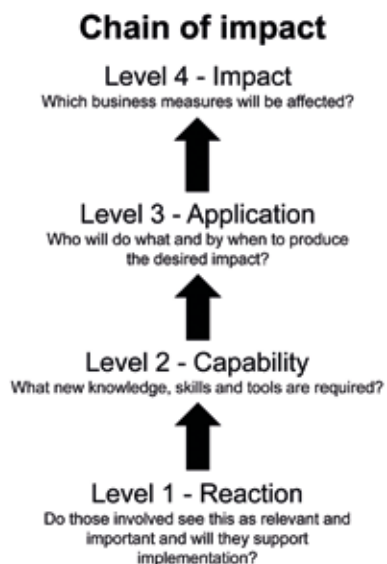 Chain of impact
Level 4 - Impact
Which business measures will be affected?
Level 3 - Application
Who will do what and by when to produce
the desired impact?
Level 2 - Capability
What new knowledge, skills and tools are required?
Level 1 - Reaction
Do those involved see this as relevant and
important and will they support
implementation?